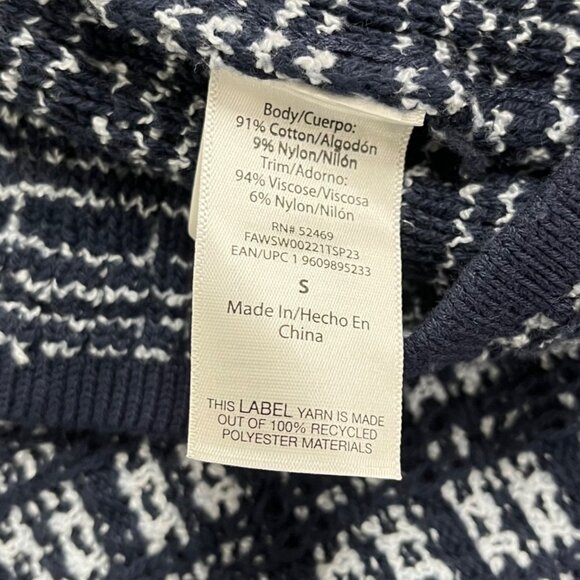 Body/Cuerpo:
91% Cotton/Algodón
9% Nylon/Nilón
Trim/Adorno:
94% Viscose/Viscosa
6% Nylon/Nilón
RN# 52469
FAWSW00221TSP23
EAN/UPC 1 9609895233
S
Made In/Hecho En
China
THIS LABEL YARN IS MADE
OUT OF 100% RECYCLED
POLYESTER MATERIALS